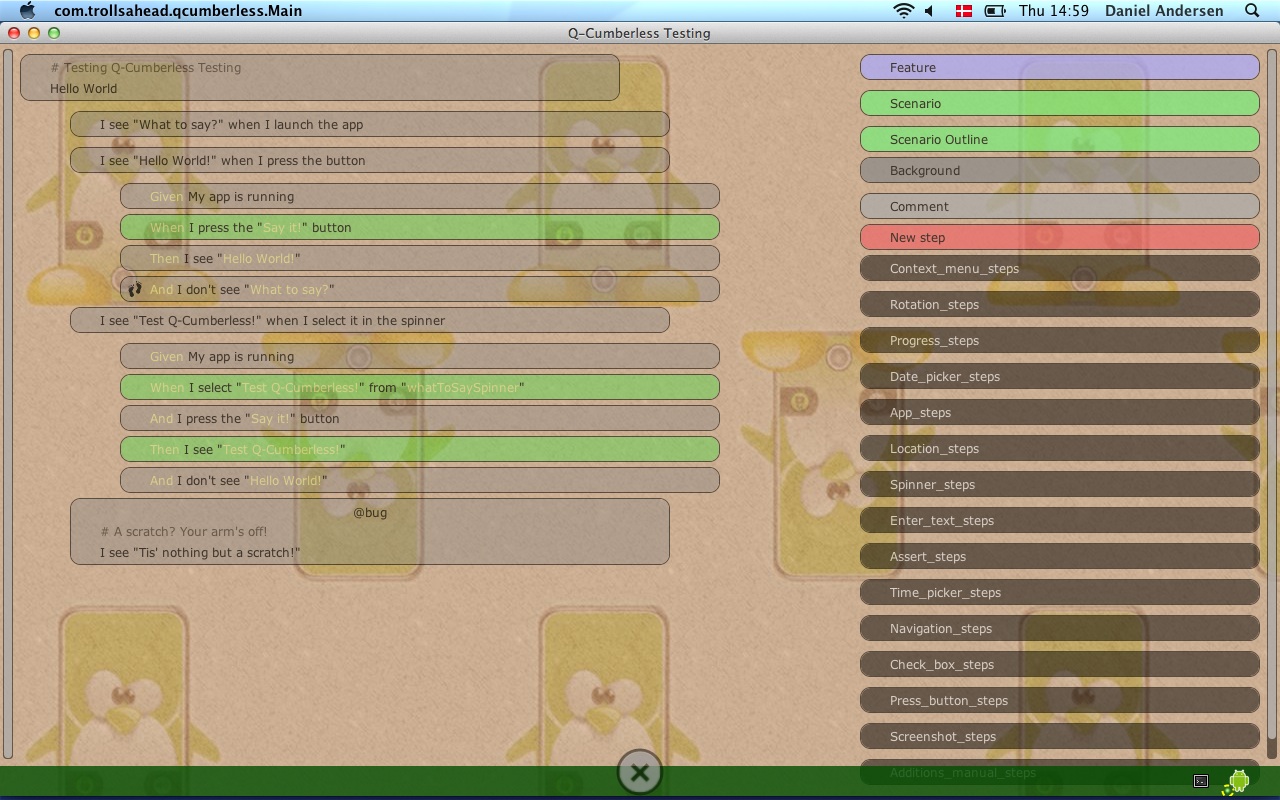 com.trollsahead.qcumberless.Main
Thu 14:59
Daniel Andersen
Q-Cumberless Testing
# Testing Q-Cumberless Testing
Hello World
I see "What to say?" when I launch the app
I see "Hello World!" when I press the button
Given My app is running
When I press the "Say it!" button
Then I see "Hello World!"
And I don't see "What to say?"
I see "Test Q-Cumberless!" when I select it in the spinner
Given My app is running
When I select "Test Q-Cumberless!" from "whatToSaySpinner"
And I press the "Say it!" button
Then I see "Test Q-Cumberless!"
And I don't see "Hello World!"
@bug
# A scratch? Your arm's off!
I see "Tis' nothing but a scratch!"
Feature
Scenario
Scenario Outline
Background
Comment
New step
Context_menu_steps
Rotation_steps
Progress_steps
Date_picker_steps
App_steps
Location_steps
Spinner_steps
Enter_text_steps
Assert_steps
Time_picker_steps
Navigation_steps
Check_box_steps
Press_button_steps
Screenshot_steps
Additions_manual_steps